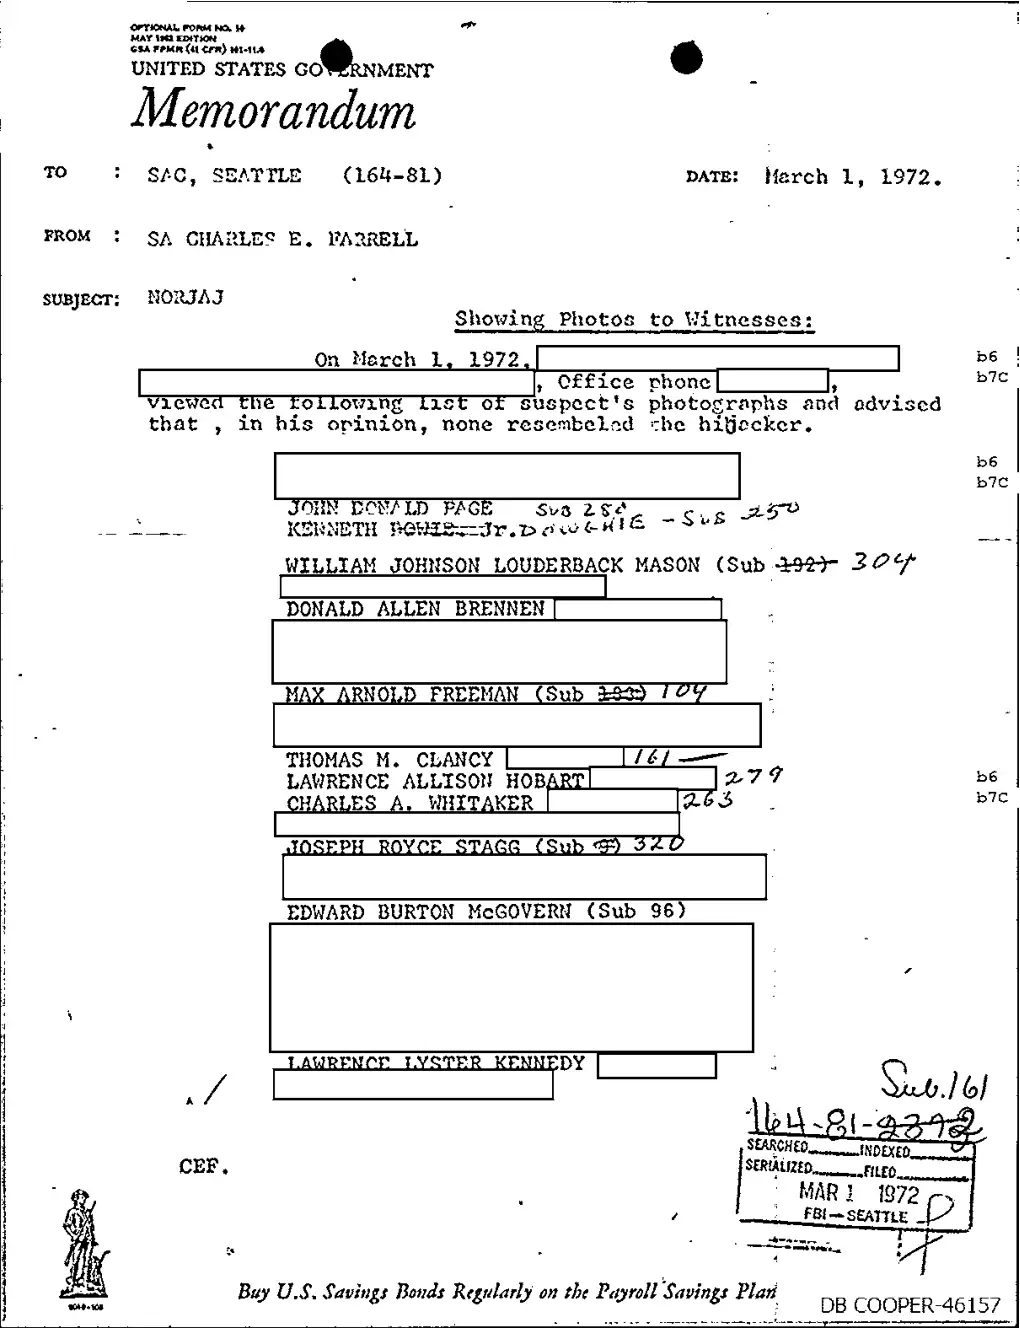 OPTIONAL FORM NO. 10
MAY 1962 EDITION
GSA FPMR (41 CFR) 101-11.6
UNITED STATES GOVERNMENT
Memorandum
TO : SAC, SEATTLE (164-81) DATE: March 1, 1972.
FROM : SA CHARLES E. FARRELL
SUBJECT: NORJAJ
Showing Photos to Witnesses:
On March 1, 1972, b6
, Office phone , b7C
viewed the following list of suspect's photographs and advised
that , in his opinion, none resembeled the hijacker.
b6
b7C
JOHN DONALD PAGE Sub
KENNETH Jr. - Sub 250
WILLIAM JOHNSON LOUDERBACK MASON (Sub 192) 304
DONALD ALLEN BRENNEN
MAX ARNOLD FREEMAN (Sub 104
THOMAS M. CLANCY 161
LAWRENCE ALLISON HOBART 279 b6
CHARLES A. WHITAKER 263 b7C
JOSEPH ROYCE STAGG (Sub 320
EDWARD BURTON McGOVERN (Sub 96)
LAWRENCE LYSTER KENNEDY
Sub. 161
164-81-2392
SEARCHED INDEXED
SERIALIZED FILED
CEF.
MAR 1 1972
FBI-SEATTLE
Buy U.S. Savings Bonds Regularly on the Payroll Savings Plan
DB COOPER-46157